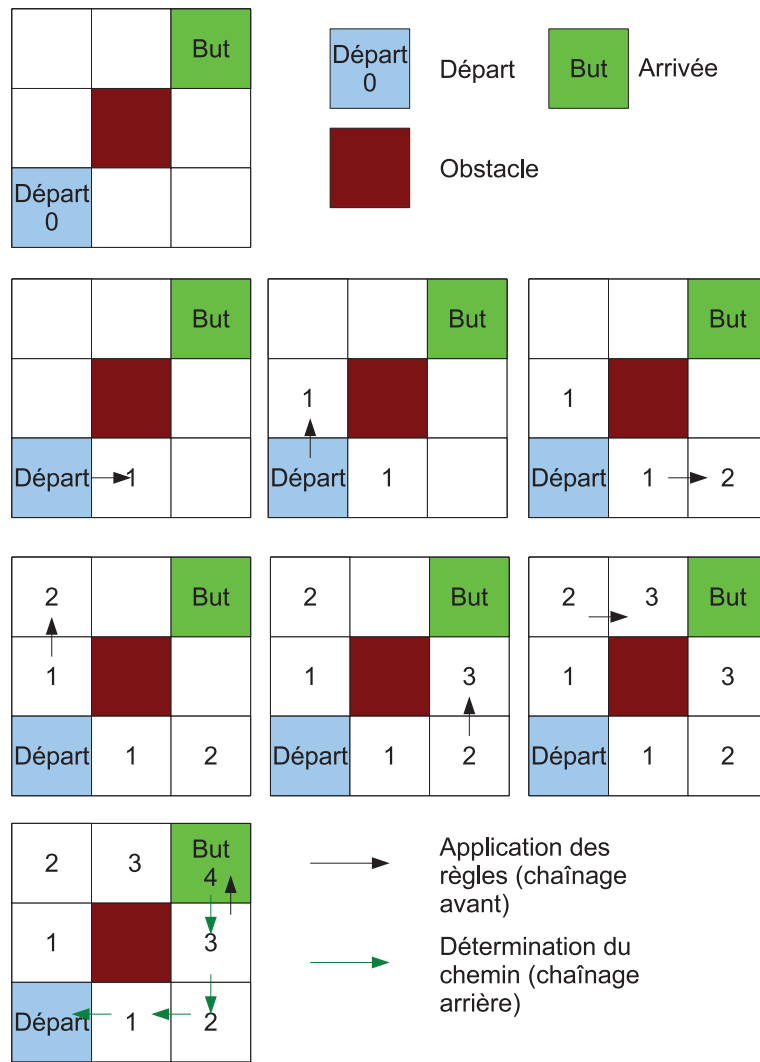 But
Départ
0
Départ
0
Départ
But
Arrivée
Obstacle
But
Départ
1
But
1
Départ
1
But
1
Départ
1
2
2
But
1
Départ
1
2
2
But
1
3
Départ
1
2
2
3
But
1
3
Départ
1
2
2
3
But
4
1
3
Départ
1
2
Application des
règles (chaînage
avant)
Détermination du
chemin (chaînage
arrière)